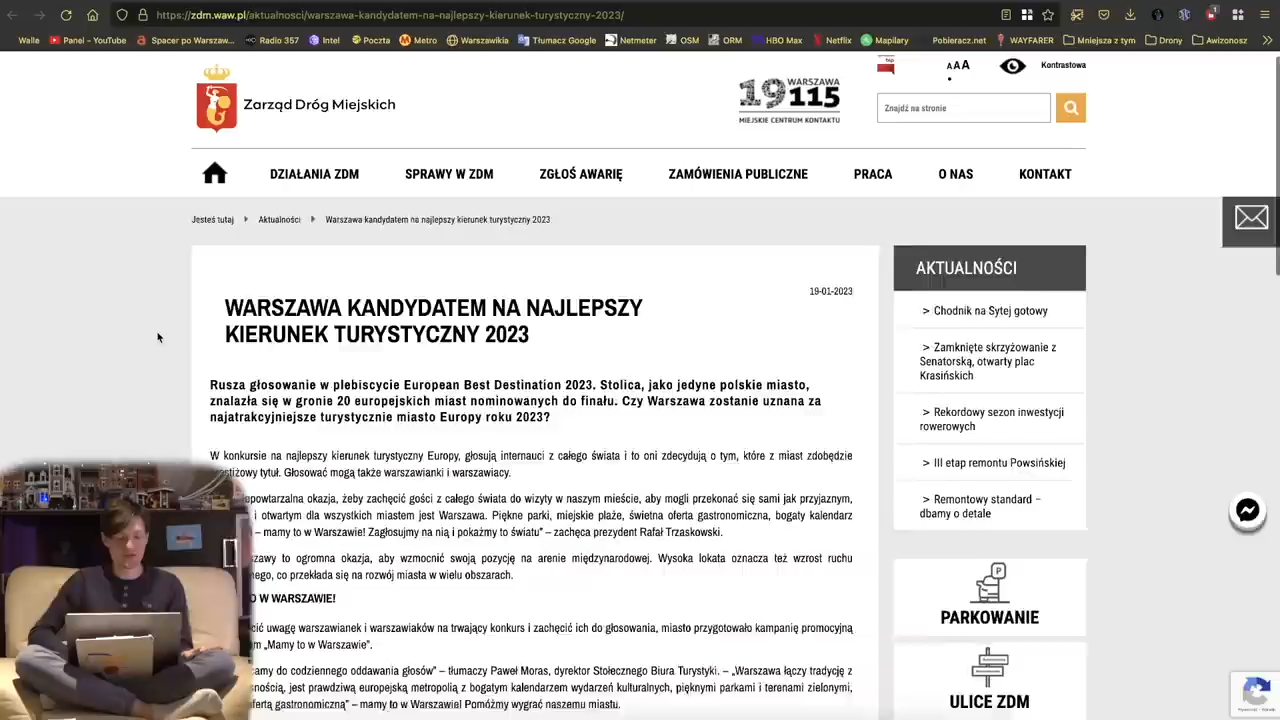 https://zdm.waw.pl/aktualnosci/warszawa-kandydatem-na-najlepszy-kierunek-turystyczny-2023/
Walla Panel - YouTube Spacer po warszaw... Radio 357 Intel Poczta Metro Warszawikia Tłumacz Google Netmeter OSM ORM HBO Max Netflix Mapilary Pobieracz.net WAYFARER Mniejsze z tym Drony Awizonosz
Zarząd Dróg Miejskich
19115 WARSZAWA
MIEJSKIE CENTRUM KONTAKTU
AAA
Kontrastowa
Znajdź na stronie
DZIAŁANIA ZDM SPRAWY W ZDM ZGŁOŚ AWARIĘ ZAMÓWIENIA PUBLICZNE PRACA O NAS KONTAKT
Jesteś tutaj Aktualności Warszawa kandydatem na najlepszy kierunek turystyczny 2023
19-01-2023
WARSZAWA KANDYDATEM NA NAJLEPSZY
KIERUNEK TURYSTYCZNY 2023
Rusza głosowanie w plebiscycie European Best Destination 2023. Stolica, jako jedyne polskie miasto,
znalazła się w gronie 20 europejskich miast nominowanych do finału. Czy Warszawa zostanie uznana za
najatrakcyjniejsze turystycznie miasto Europy roku 2023?
W konkursie na najlepszy kierunek turystyczny Europy, głosują internauci z całego świata i to oni zdecydują o tym, które z miast zdobędzie
tytuł. Głosować mogą także warszawianki i warszawiacy.
okazja, żeby zachęcić gości z całego świata do wizyty w naszym mieście, aby mogli przekonać się sami jak przyjaznym,
i otwartym dla wszystkich miastem jest Warszawa. Piękne parki, miejskie plaże, świetna oferta gastronomiczna, bogaty kalendarz
– mamy to w Warszawie! Zagłosujmy na nią i pokażmy to światu” – zachęca prezydent Rafał Trzaskowski.
to ogromna okazja, aby wzmocnić swoją pozycję na arenie międzynarodowej. Wysoka lokata oznacza też wzrost ruchu
co przekłada się na rozwój miasta w wielu obszarach.
W WARSZAWIE!
uwagę warszawianek i warszawiaków na trwający konkurs i zachęcić ich do głosowania, miasto przygotowało kampanię promocyjną
„Mamy to w Warszawie”.
do codziennego oddawania głosów” – tłumaczy Paweł Moras, dyrektor Stołecznego Biura Turystyki. – „Warszawa łączy tradycję z
jest prawdziwą europejską metropolią z bogatym kalendarzem wydarzeń kulturalnych, pięknymi parkami i terenami zielonymi,
gastronomiczną” – mamy to w Warszawie! Pomóżmy wygrać naszemu miastu.
AKTUALNOŚCI
> Chodnik na Sytej gotowy
> Zamknięte skrzyżowanie z
Senatorską, otwarty plac
Krasińskich
> Rekordowy sezon inwestycji
rowerowych
> III etap remontu Powsińskiej
> Remontowy standard –
dbamy o detale
P
PARKOWANIE
ULICE ZDM